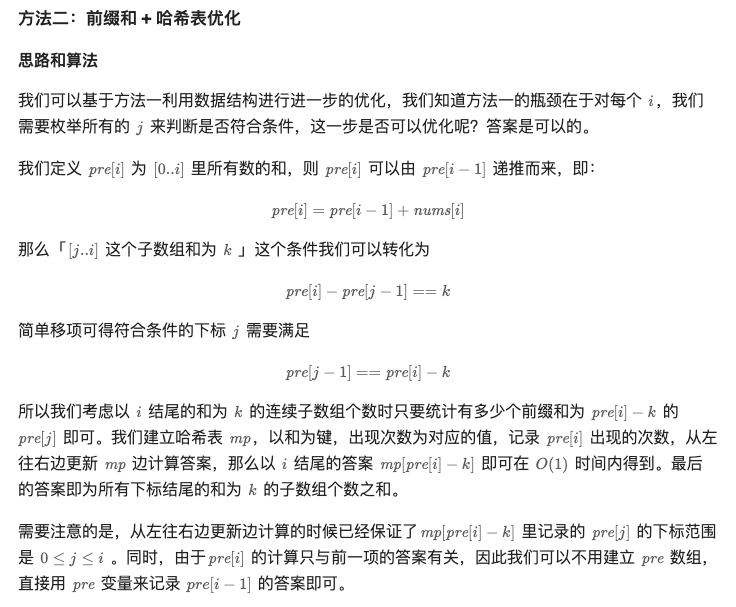 方法二：前缀和 + 哈希表优化
思路和算法
我们可以基于方法一利用数据结构进行进一步的优化，我们知道方法一的瓶颈在于对每个 i，我们
需要枚举所有的 j 来判断是否符合条件，这一步是否可以优化呢？答案是可以的。
我们定义 pre[i] 为 [0..i] 里所有数的和，则 pre[i] 可以由 pre[i − 1] 递推而来，即：
pre[i] = pre[i − 1] + nums[i]
那么「[j..i] 这个子数组和为 k 」这个条件我们可以转化为
pre[i] − pre[j − 1] == k
简单移项可得符合条件的下标 j 需要满足
pre[j − 1] == pre[i] − k
所以我们考虑以 i 结尾的和为 k 的连续子数组个数时只要统计有多少个前缀和为 pre[i] − k 的
pre[j] 即可。我们建立哈希表 mp，以和为键，出现次数为对应的值，记录 pre[i] 出现的次数，从左
往右边更新 mp 边计算答案，那么以 i 结尾的答案 mp[pre[i] − k] 即可在 O(1) 时间内得到。最后
的答案即为所有下标结尾的和为 k 的子数组个数之和。
需要注意的是，从左往右边更新边计算的时候已经保证了 mp[pre[i] − k] 里记录的 pre[j] 的下标范围
是 0 ≤ j ≤ i 。同时，由于 pre[i] 的计算只与前一项的答案有关，因此我们可以不用建立 pre 数组，
直接用 pre 变量来记录 pre[i − 1] 的答案即可。